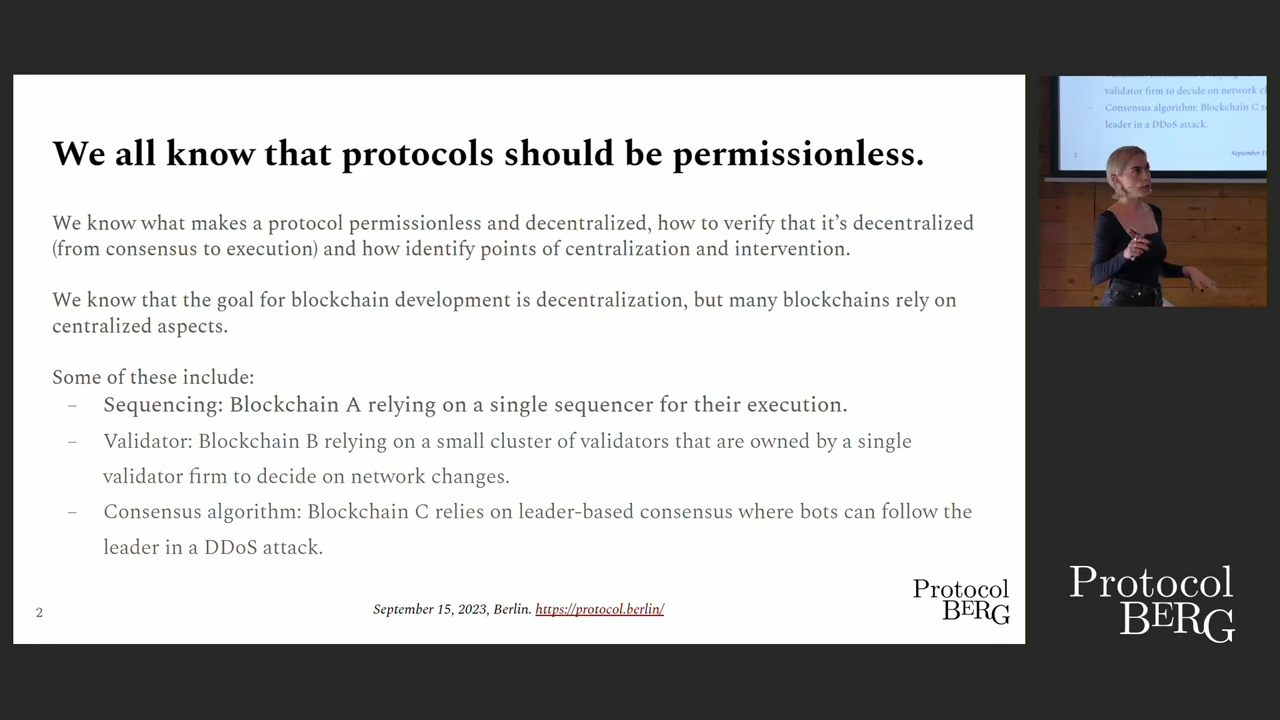 We all know that protocols should be permissionless.
We know what makes a protocol permissionless and decentralized, how to verify that it’s decentralized
(from consensus to execution) and how identify points of centralization and intervention.
We know that the goal for blockchain development is decentralization, but many blockchains rely on
centralized aspects.
Some of these include:
– Sequencing: Blockchain A relying on a single sequencer for their execution.
– Validator: Blockchain B relying on a small cluster of validators that are owned by a single
validator firm to decide on network changes.
– Consensus algorithm: Blockchain C relies on leader-based consensus where bots can follow the
leader in a DDoS attack.
2
September 15, 2023, Berlin. https://protocol.berlin/
Protocol
BERG
validator firm to decide on network c
Consensus algorithm: Blockchain C r
leader in a DDoS attack.
2
September 1
Protocol
BERG